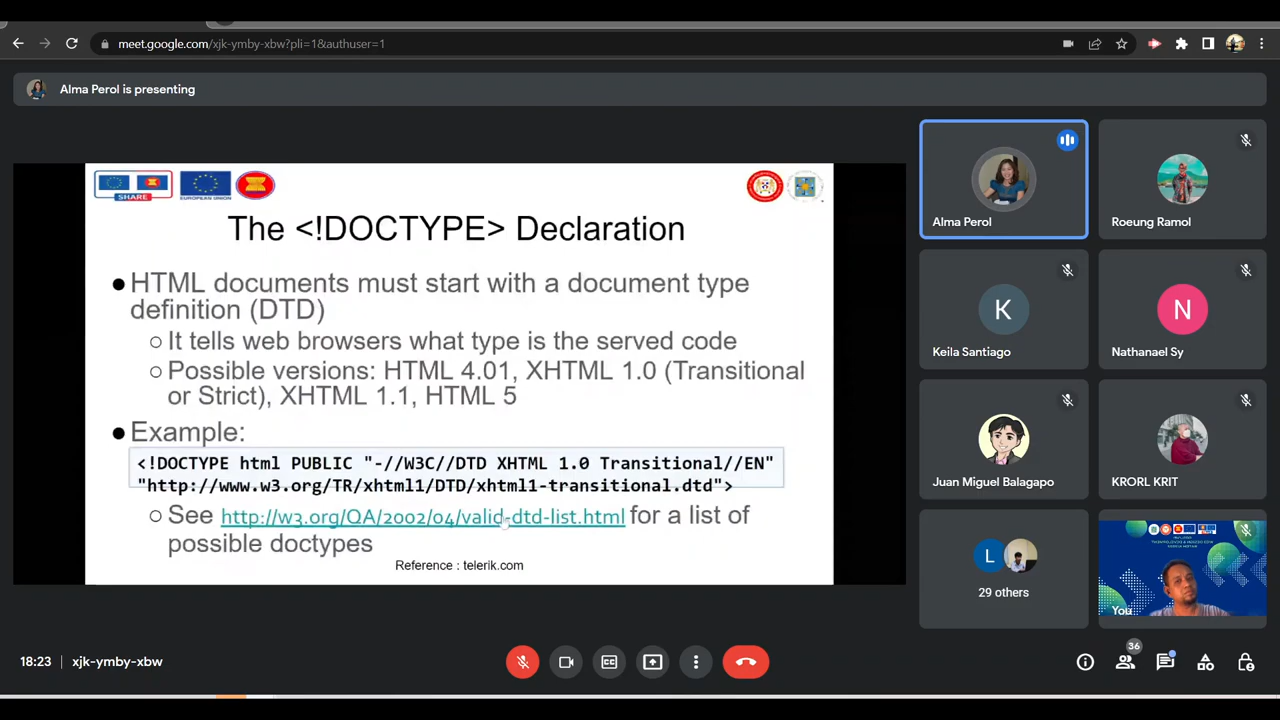 meet.google.com/xjk-ymby-xbw?pli=1&authuser=1
Alma Perol is presenting
SHARE
EUROPEAN UNION
The <!DOCTYPE> Declaration
● HTML documents must start with a document type
definition (DTD)
○ It tells web browsers what type is the served code
○ Possible versions: HTML 4.01, XHTML 1.0 (Transitional
or Strict), XHTML 1.1, HTML 5
● Example:
<!DOCTYPE html PUBLIC "-//W3C//DTD XHTML 1.0 Transitional//EN"
"http://www.w3.org/TR/xhtml1/DTD/xhtml1-transitional.dtd">
○ See http://w3.org/QA/2002/04/valid-dtd-list.html for a list of
possible doctypes
Reference : telerik.com
Alma Perol
Roeung Ramol
K
Keila Santiago
N
Nathanael Sy
Juan Miguel Balagapo
KRORL KRIT
L
29 others
You
18:23 | xjk-ymby-xbw
CC
36